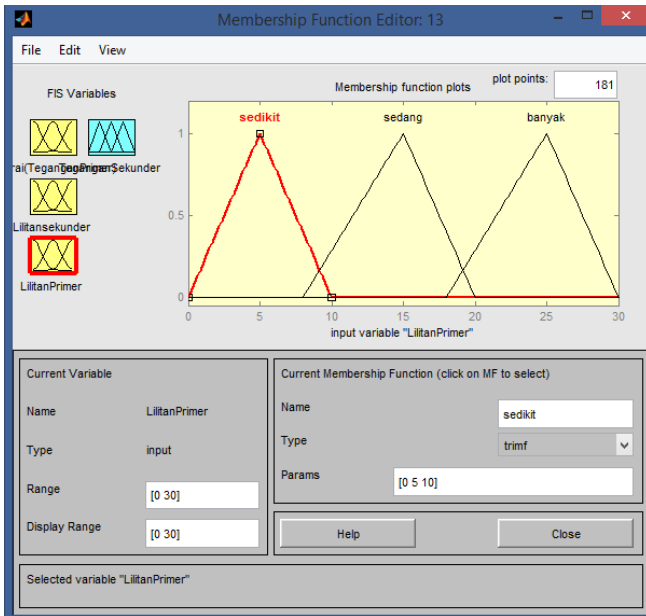 Membership Function Editor: 13
File Edit View
FIS Variables
Membership function plots
plot points:
181
sedikit sedang banyak
1
0.5
0
0 5 10 15 20 25 30
input variable "LilitanPrimer"
Lilitansekunder
LilitanPrimer
Current Variable
Name LilitanPrimer
Type input
Range [0 30]
Display Range [0 30]
Current Membership Function (click on MF to select)
Name sedikit
Type trimf
Params [0 5 10]
Help Close
Selected variable "LilitanPrimer"